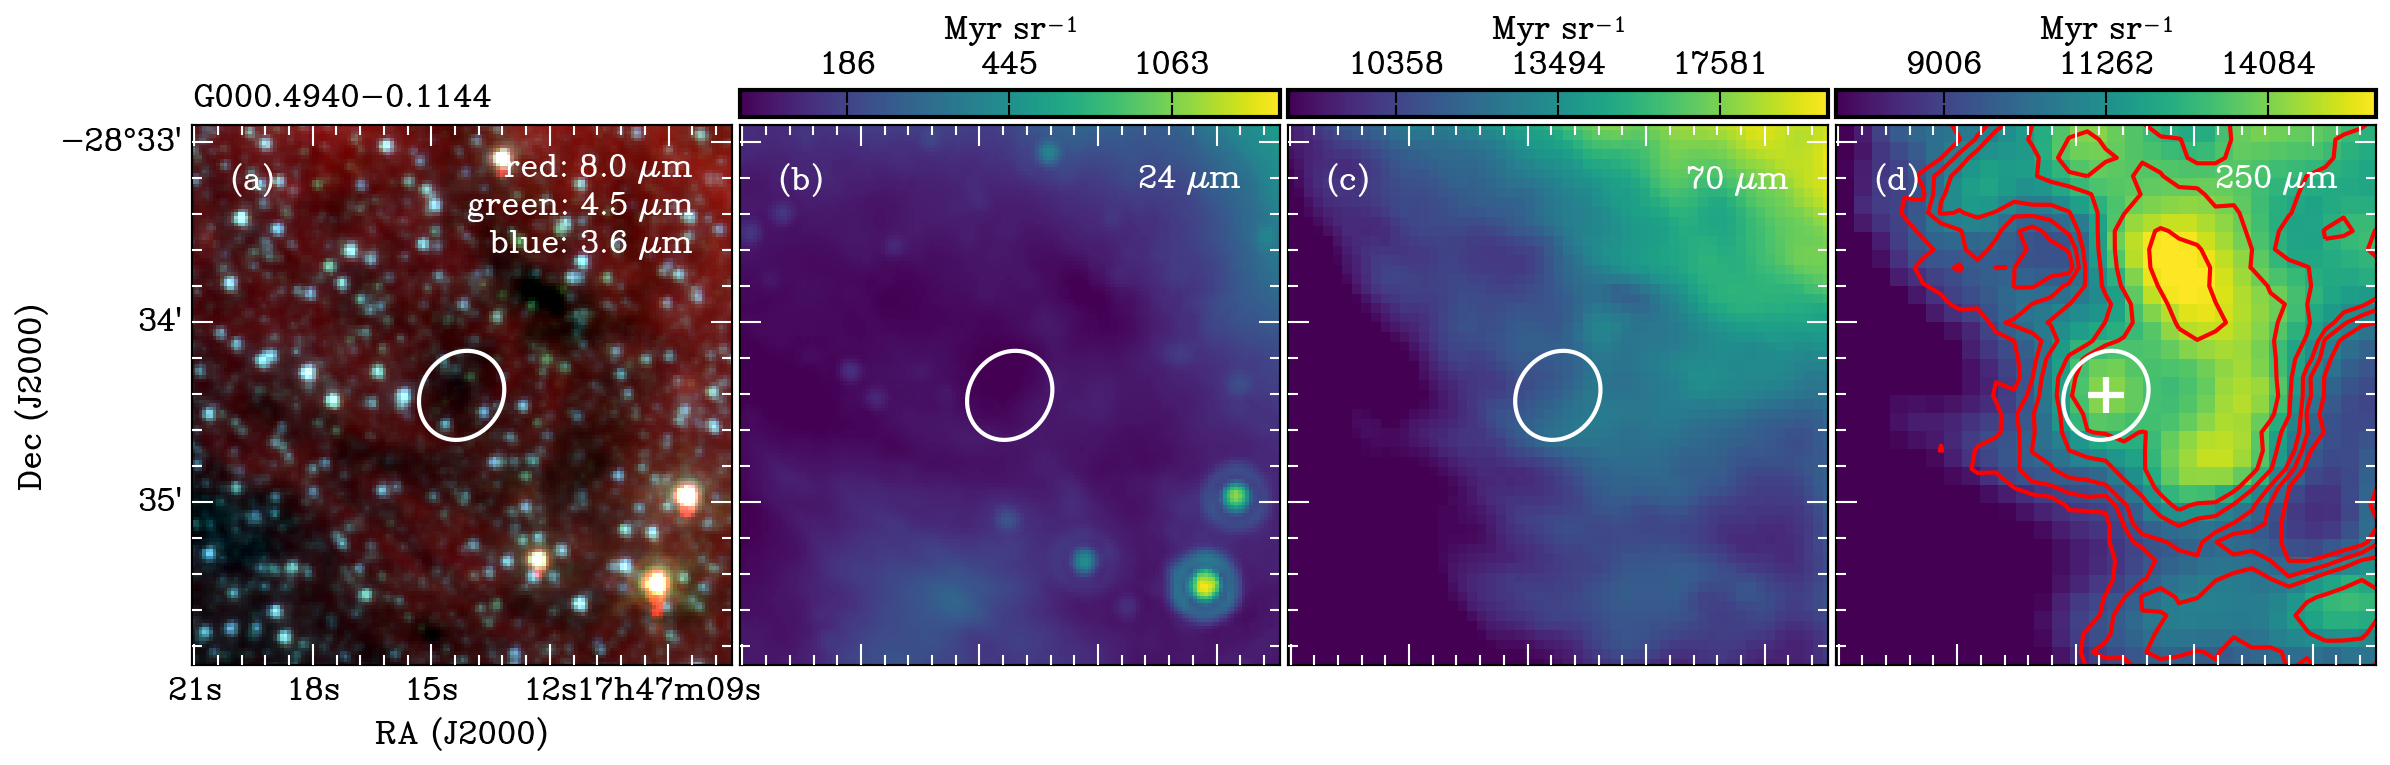 Myr sr⁻¹ Myr sr⁻¹ Myr sr⁻¹
186 445 1063 10358 13494 17581 9006 11262 14084
G000.4940−0.1144
−28°33'
34'
35'
Dec (J2000)
(a)
red: 8.0 μm
green: 4.5 μm
blue: 3.6 μm
(b) 24 μm
(c) 70 μm
(d) 250 μm
21s 18s 15s 12s17h47m09s
RA (J2000)